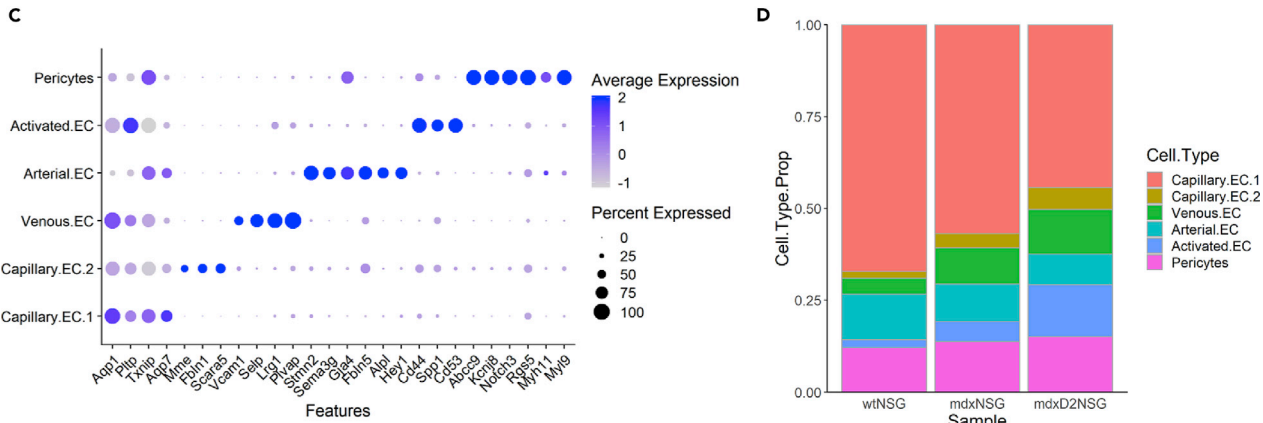 C
Pericytes
Activated.EC
Arterial.EC
Venous.EC
Capillary.EC.2
Capillary.EC.1
Aqp1 Pltp Txnip Aqp7 Mme Fbln1 Scara5 Vcam1 Selp Lrg1 Plvap Stmn2 Sema3g Gja4 Fbln5 Alpl Hey1 Cd44 Spp1 Cd53 Abcc9 Kcnj8 Notch3 Rgs5 Myh11 Myl9
Features
Average Expression
2
1
0
-1
Percent Expressed
0
25
50
75
100
D
Cell.Type.Prop
1.00
0.75
0.50
0.25
0.00
wtNSG mdxNSG mdxD2NSG
Sample
Cell.Type
Capillary.EC.1
Capillary.EC.2
Venous.EC
Arterial.EC
Activated.EC
Pericytes